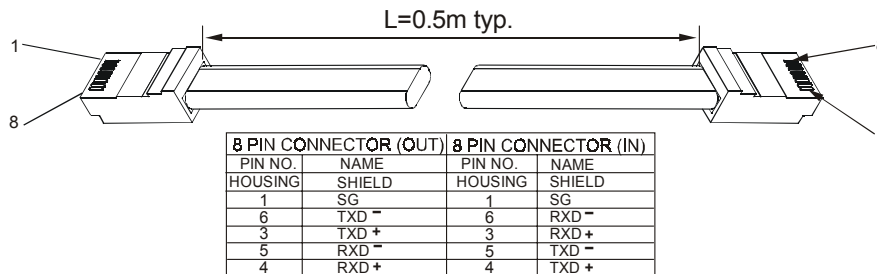 L=0.5m typ.
1
8
8 PIN CONNECTOR (OUT) 8 PIN CONNECTOR (IN)
PIN NO. NAME PIN NO. NAME
HOUSING SHIELD HOUSING SHIELD
1 SG 1 SG
6 TXD - 6 RXD -
3 TXD + 3 RXD +
5 RXD - 5 TXD -
4 RXD + 4 TXD +